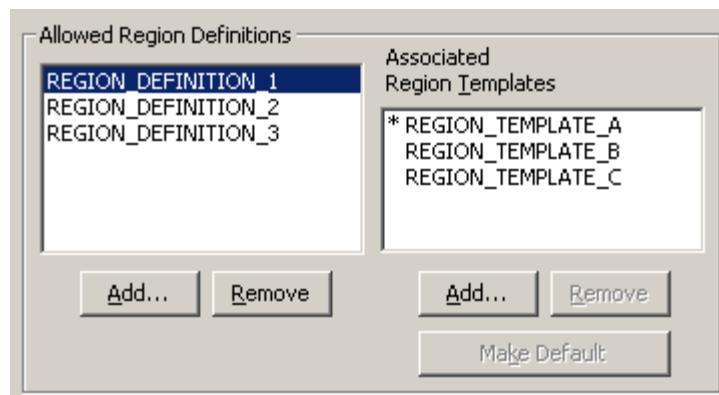 Allowed Region Definitions
REGION_DEFINITION_1
REGION_DEFINITION_2
REGION_DEFINITION_3
Add...
Remove
Associated
Region Templates
* REGION_TEMPLATE_A
REGION_TEMPLATE_B
REGION_TEMPLATE_C
Add...
Remove
Make Default